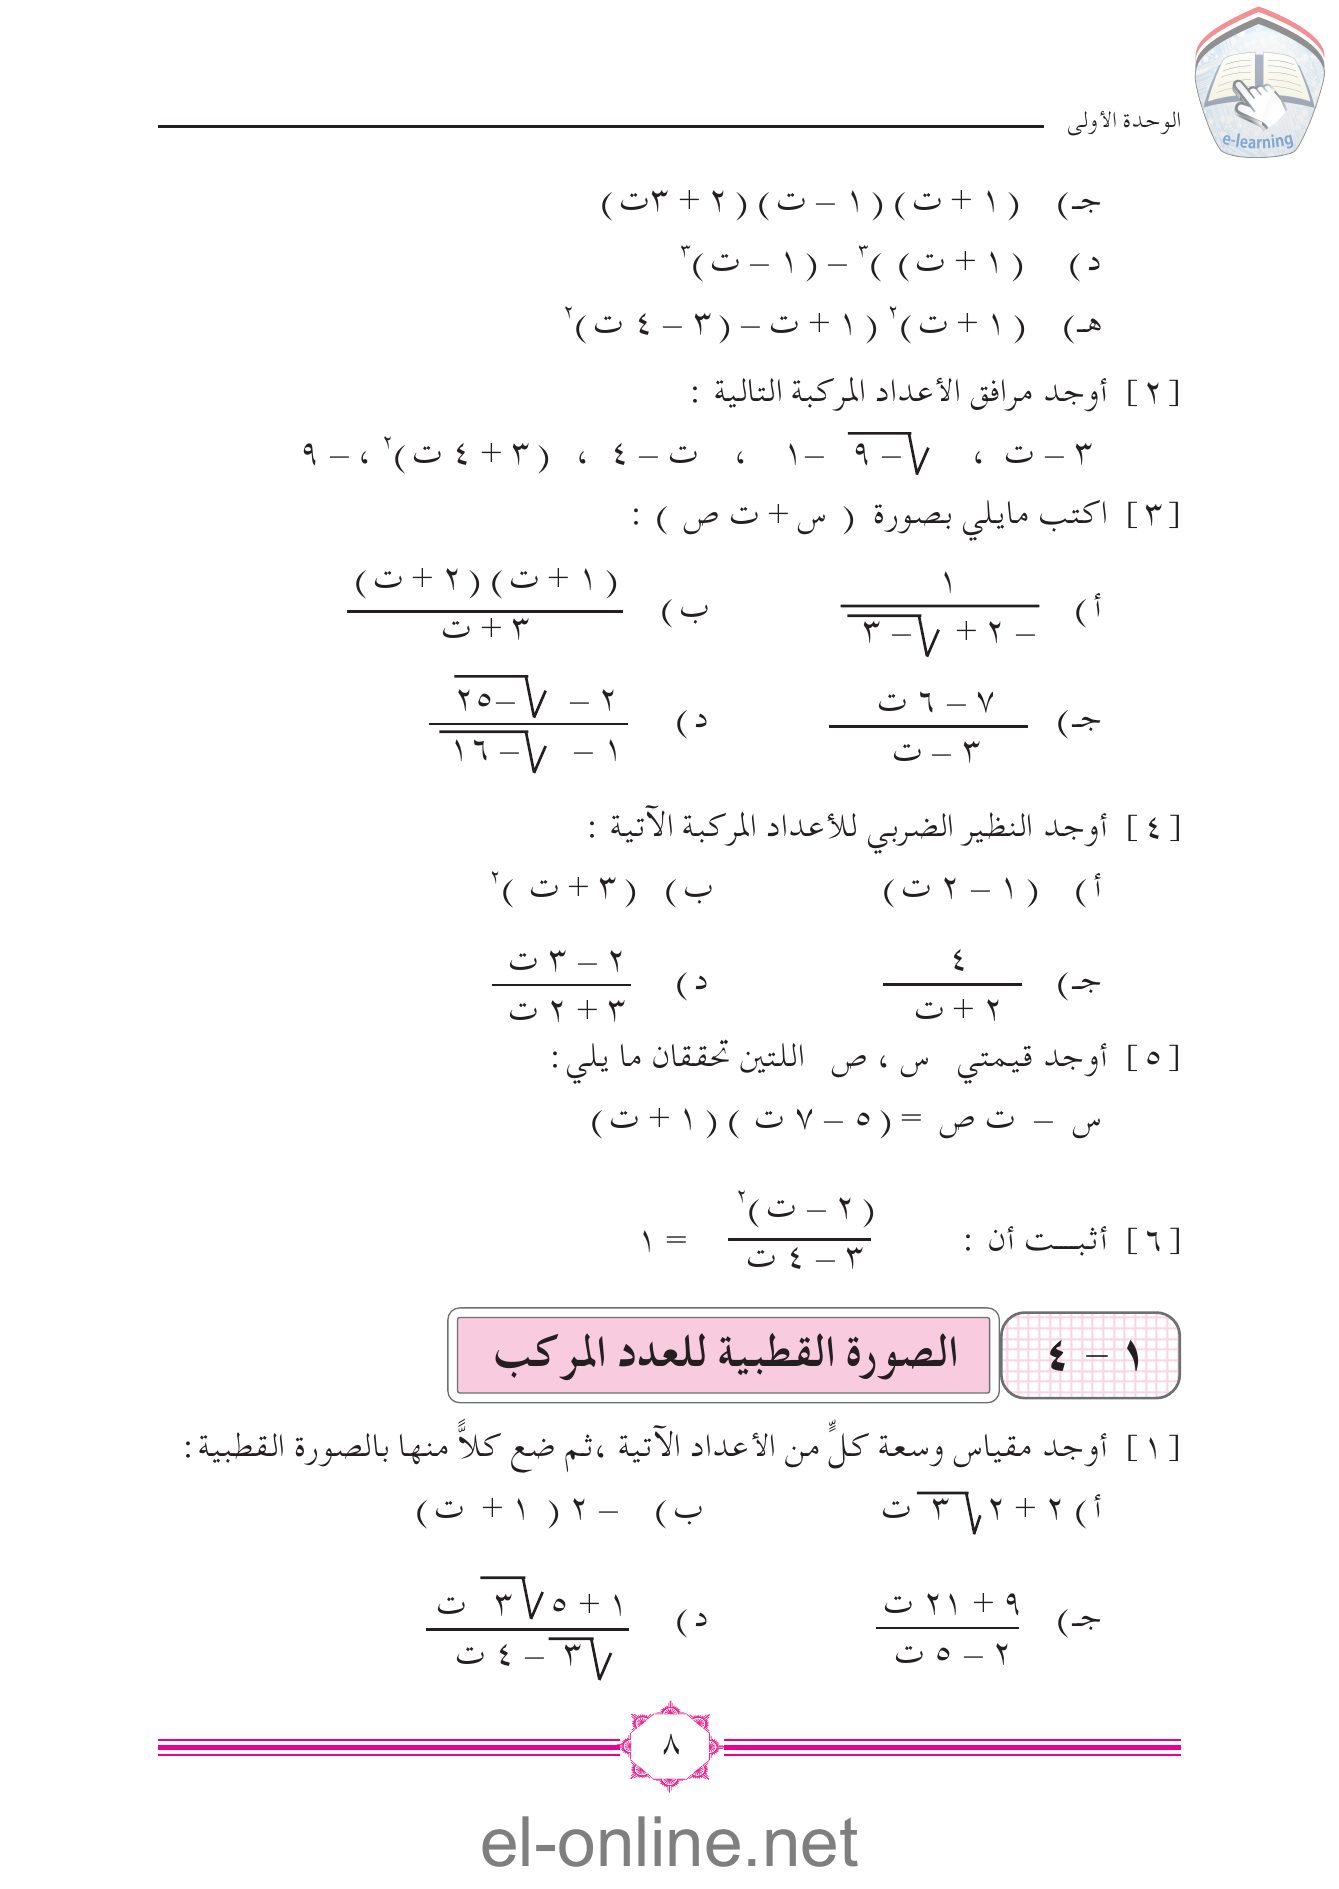 e-learning
الوحدة الأولى
جـ) (١ + ت) (١ – ت) (٢ + ٣ت)
د) (١ + ت) )٣ – (١ – ت)٣
هـ) (١ + ت)٢ (١ + ت – (٣ – ٤ ت)٢
[٢] أوجد مرافق الأعداد المركبة التالية :
٣ – ت ، √– ٩ –١ ، ت – ٤ ، (٣ + ٤ ت)٢ ، – ٩
[٣] اكتب مايلي بصورة ( س + ت ص ) :
أ) ١ / – ٢ + √– ٣ ب) (١ + ت) (٢ + ت) / ٣ + ت
جـ) ٧ – ٦ ت / ٣ – ت د) ٢ – √–٢٥ / ١ – √– ١٦
[٤] أوجد النظير الضربي للأعداد المركبة الآتية :
أ) (١ – ٢ ت) ب) (٣ + ت )٢
جـ) ٤ / ٢ + ت د) ٢ – ٣ ت / ٣ + ٢ ت
[٥] أوجد قيمتي س ، ص اللتين تحققان ما يلي:
س – ت ص = (٥ – ٧ ت ) (١ + ت)
[٦] أثبـــت أن : (٢ – ت)٢ / ٣ – ٤ ت = ١
١ – ٤ الصورة القطبية للعدد المركب
[١] أوجد مقياس وسعة كلٍّ من الأعداد الآتية ،ثم ضع كلاًّ منها بالصورة القطبية:
أ) ٢ + ٢√٣ ت ب) – ٢ ( ١ + ت)
جـ) ٩ + ٢١ ت / ٢ – ٥ ت د) ١ + ٥√٣ ت / √٣ – ٤ ت
٨
el-online.net